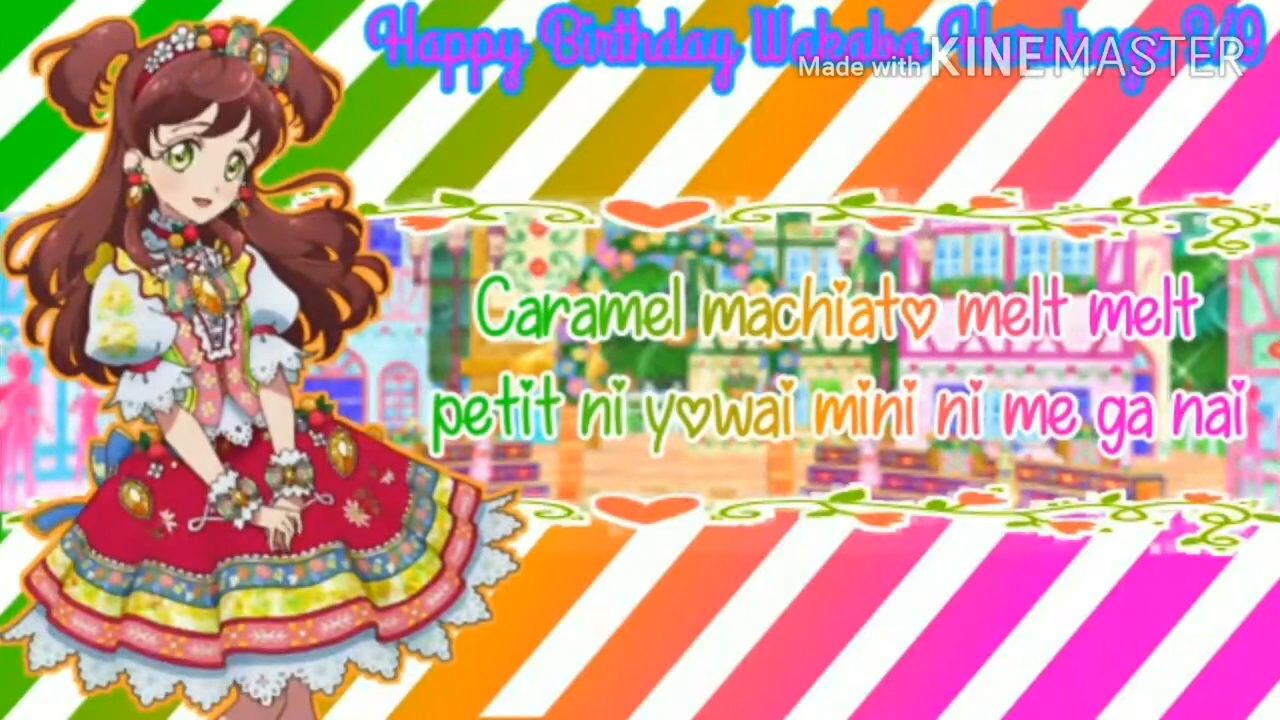 Happy Birthday Wakaba
Made with KINEMASTER
Caramel machiato melt melt
petit ni yowai mini ni me ga nai